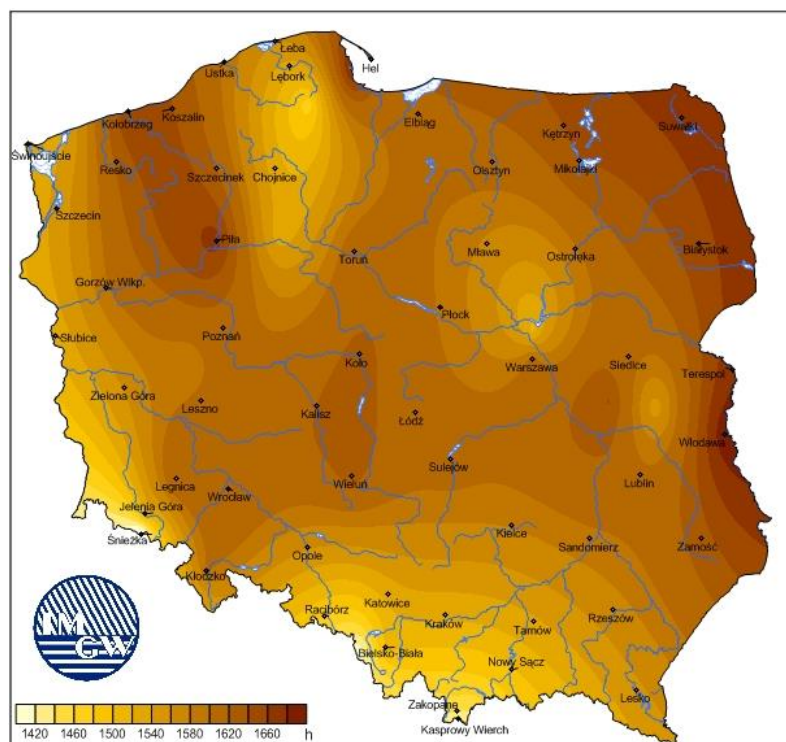 Łeba
Hel
Ustka
Lębork
Koszalin
Kołobrzeg
Elbląg
Kętrzyn
Suwałki
Świnoujście
Resko
Szczecinek
Chojnice
Olsztyn
Mikołajki
Szczecin
Piła
Toruń
Mława
Ostrołęka
Białystok
Gorzów Wlkp.
Płock
Słubice
Poznań
Koło
Warszawa
Siedlce
Terespol
Zielona Góra
Leszno
Kalisz
Łódź
Włodawa
Sulejów
Legnica
Wrocław
Wieluń
Lublin
Jelenia Góra
Śnieżka
Kielce
Sandomierz
Zamość
Opole
Kłodzko
Katowice
Racibórz
Kraków
Tarnów
Rzeszów
IM
GW
Bielsko-Biała
Nowy Sącz
Lesko
Zakopane
Kasprowy Wierch
1420 1460 1500 1540 1580 1620 1660 h